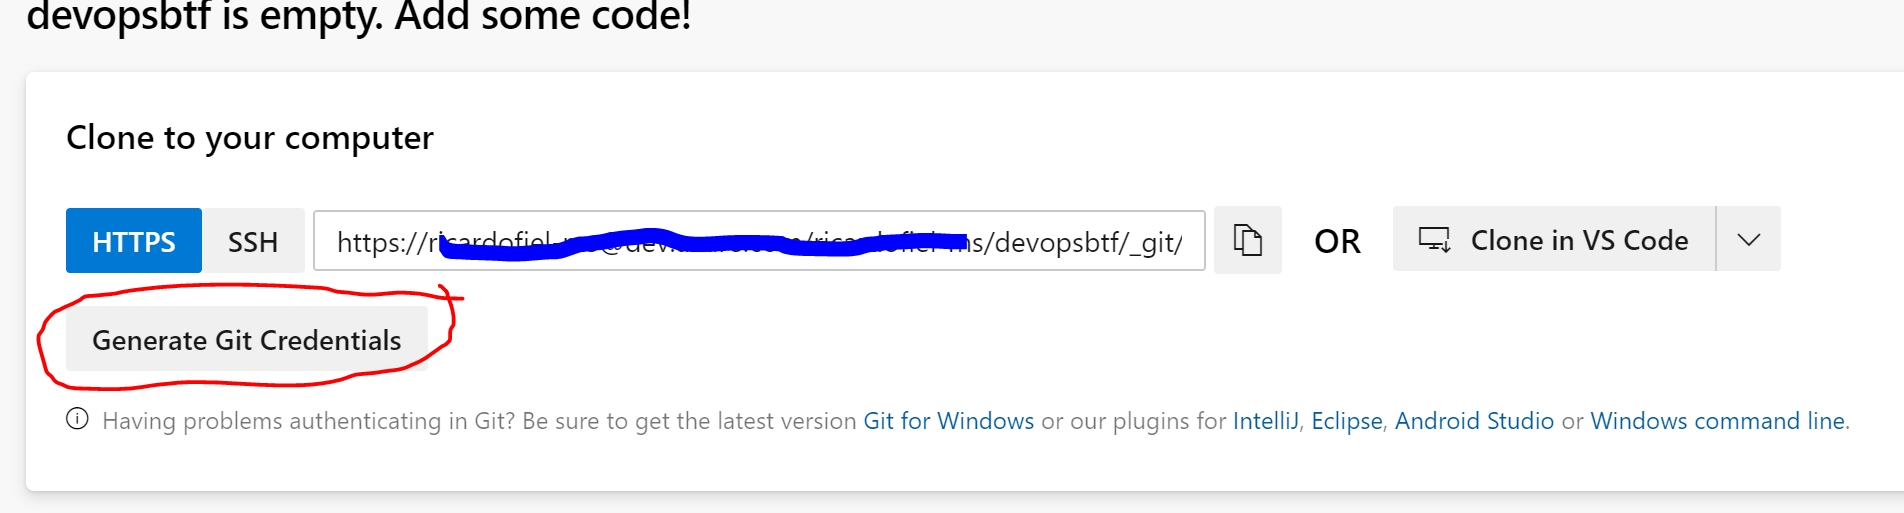 devopsbtf is empty. Add some code!
Clone to your computer
HTTPS SSH https:// ms/devopsbtf/_git/ OR Clone in VS Code
Generate Git Credentials
Having problems authenticating in Git? Be sure to get the latest version Git for Windows or our plugins for IntelliJ, Eclipse, Android Studio or Windows command line.